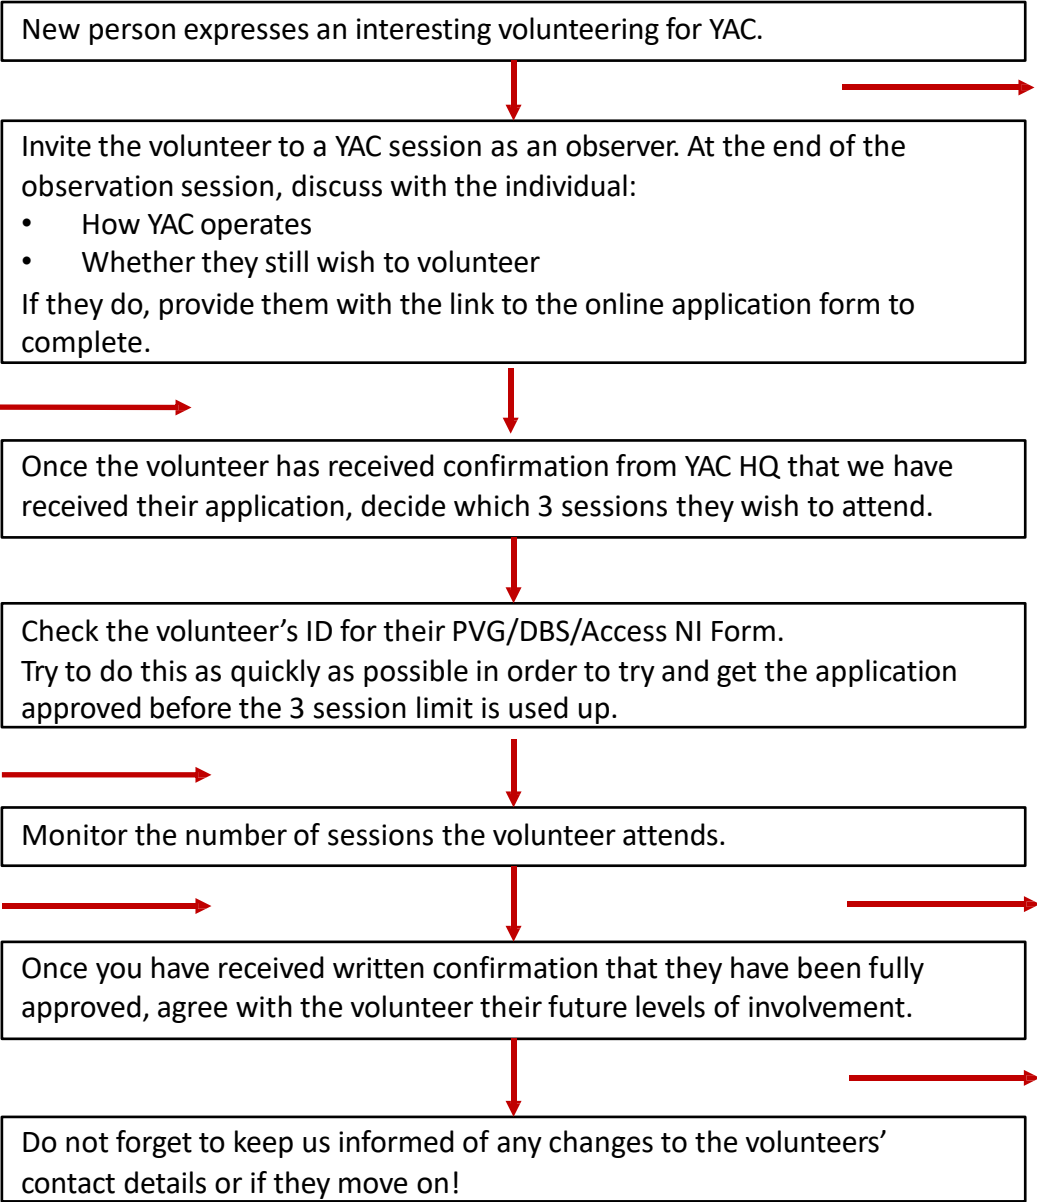 New person expresses an interesting volunteering for YAC.
Invite the volunteer to a YAC session as an observer. At the end of the
observation session, discuss with the individual:
• How YAC operates
• Whether they still wish to volunteer
If they do, provide them with the link to the online application form to
complete.
Once the volunteer has received confirmation from YAC HQ that we have
received their application, decide which 3 sessions they wish to attend.
Check the volunteer’s ID for their PVG/DBS/Access NI Form.
Try to do this as quickly as possible in order to try and get the application
approved before the 3 session limit is used up.
Monitor the number of sessions the volunteer attends.
Once you have received written confirmation that they have been fully
approved, agree with the volunteer their future levels of involvement.
Do not forget to keep us informed of any changes to the volunteers’
contact details or if they move on!